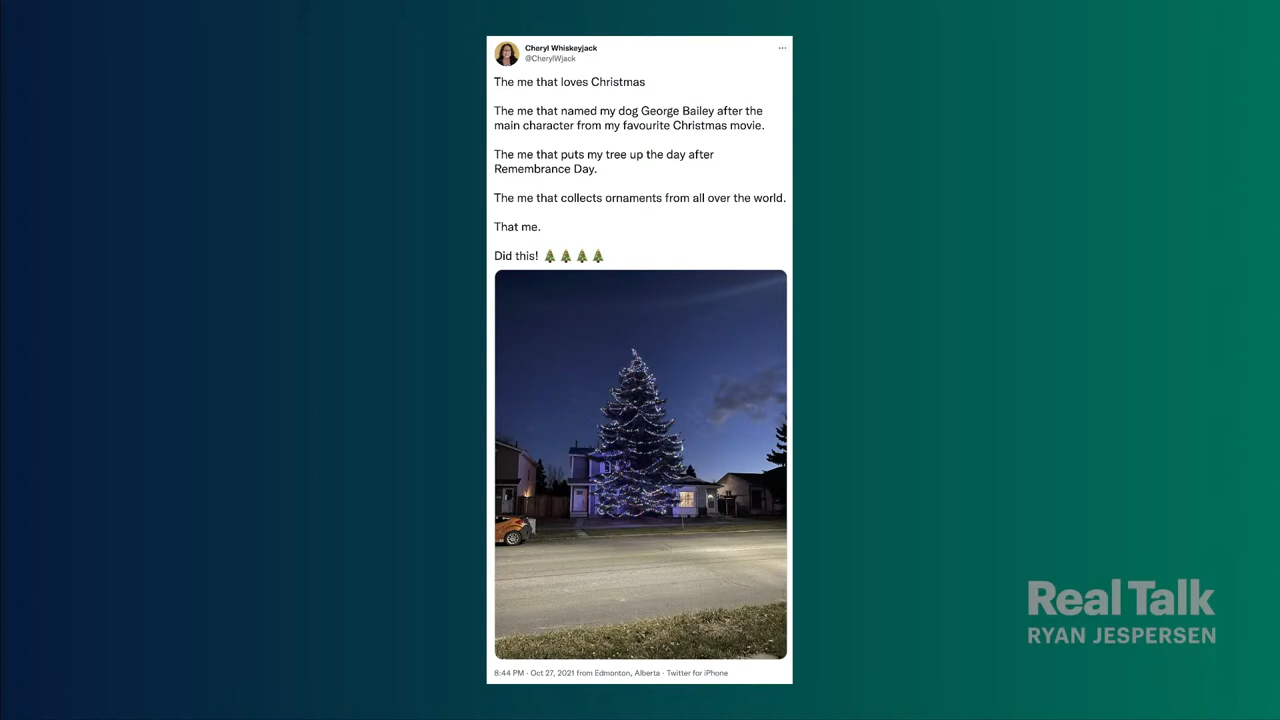 Cheryl Whiskeyjack
@CherylWjack
The me that loves Christmas
The me that named my dog George Bailey after the
main character from my favourite Christmas movie.
The me that puts my tree up the day after
Remembrance Day.
The me that collects ornaments from all over the world.
That me.
Did this! 🎄🎄🎄🎄
8:44 PM · Oct 27, 2021 from Edmonton, Alberta · Twitter for iPhone
Real Talk
RYAN JESPERSEN